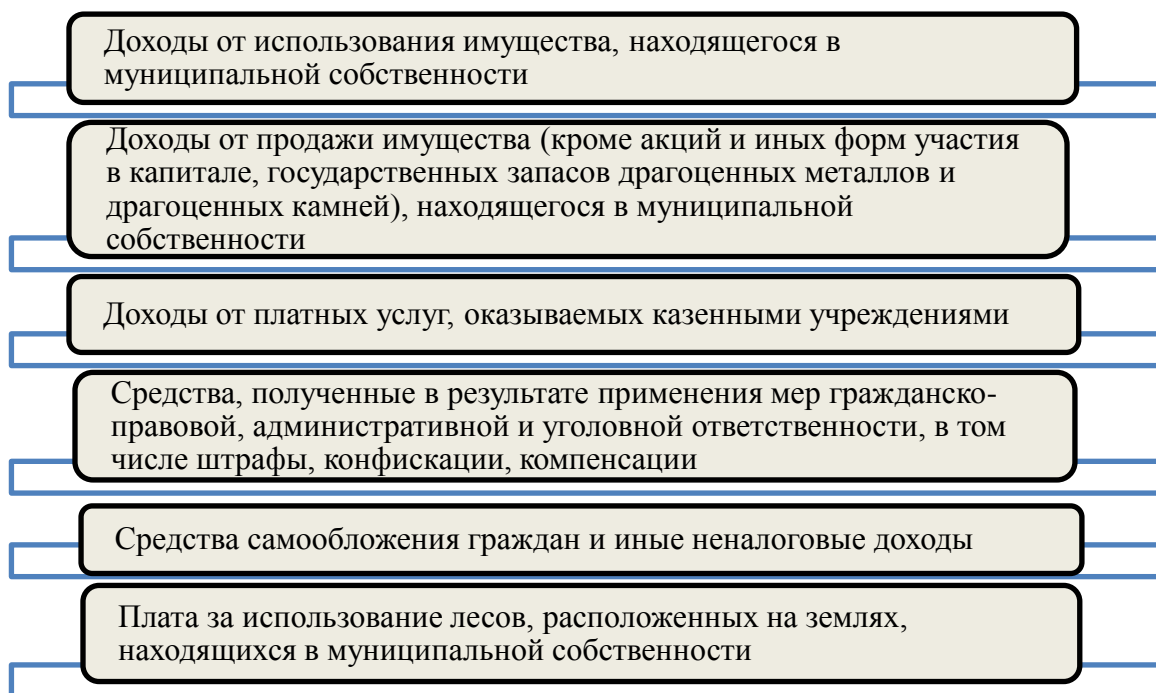 Доходы от использования имущества, находящегося в
муниципальной собственности
Доходы от продажи имущества (кроме акций и иных форм участия
в капитале, государственных запасов драгоценных металлов и
драгоценных камней), находящегося в муниципальной
собственности
Доходы от платных услуг, оказываемых казенными учреждениями
Средства, полученные в результате применения мер гражданско-
правовой, административной и уголовной ответственности, в том
числе штрафы, конфискации, компенсации
Средства самообложения граждан и иные неналоговые доходы
Плата за использование лесов, расположенных на землях,
находящихся в муниципальной собственности